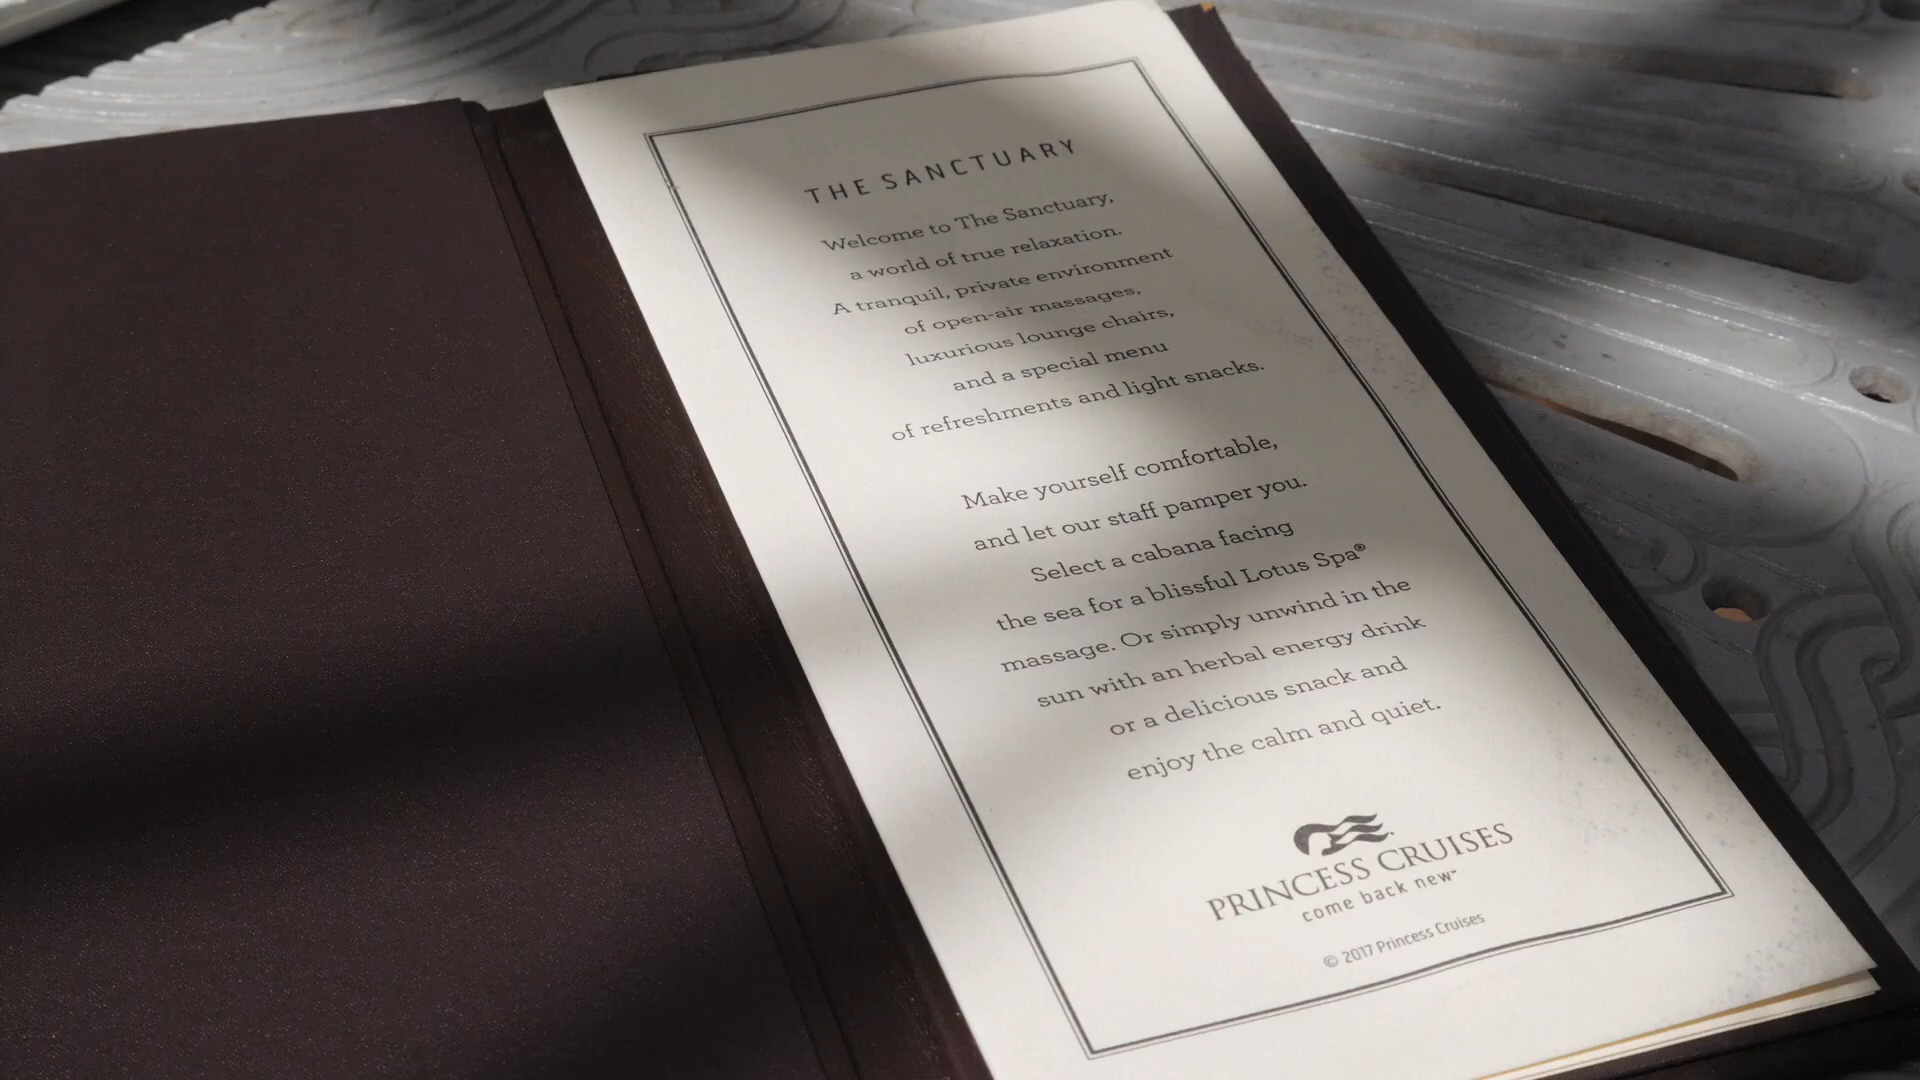 THE SANCTUARY
Welcome to The Sanctuary,
a world of true relaxation.
A tranquil, private environment
of open-air massages,
luxurious lounge chairs,
and a special menu
of refreshments and light snacks.
Make yourself comfortable,
and let our staff pamper you.
Select a cabana facing
the sea for a blissful Lotus Spa®
massage. Or simply unwind in the
sun with an herbal energy drink
or a delicious snack and
enjoy the calm and quiet.
PRINCESS CRUISES
come back new℠
© 2017 Princess Cruises